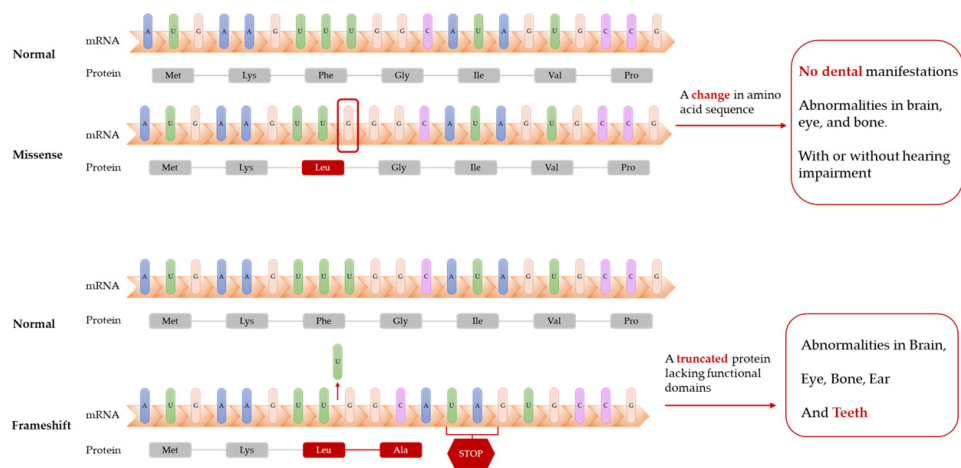 A U G A A G U U U G G C A U A G U G C C G
mRNA
Normal
Protein
Met Lys Phe Gly Ile Val Pro
A U G A A G U U G G G C A U A G U G C C G
mRNA
Missense
Protein
Met Lys Leu Gly Ile Val Pro
A change in amino
acid sequence
No dental manifestations
Abnormalities in brain,
eye, and bone.
With or without hearing
impairment
A U G A A G U U U G G C A U A G U G C C G
mRNA
Normal
Protein
Met Lys Phe Gly Ile Val Pro
U
A U G A A G U U G G C A U A G U G C C G
mRNA
Frameshift
Protein
Met Lys Leu Ala STOP
A truncated protein
lacking functional
domains
Abnormalities in Brain,
Eye, Bone, Ear
And Teeth